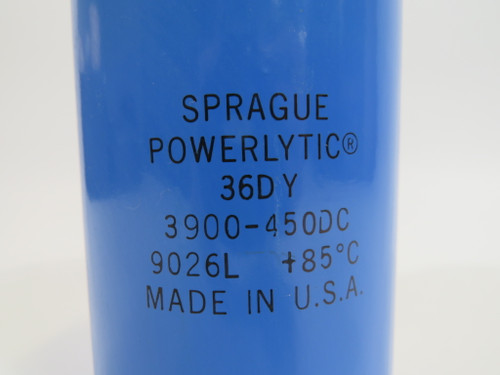 SPRAGUE
POWERLYTIC®
36DY
3900-450DC
9026L +85°C
MADE IN U.S.A.